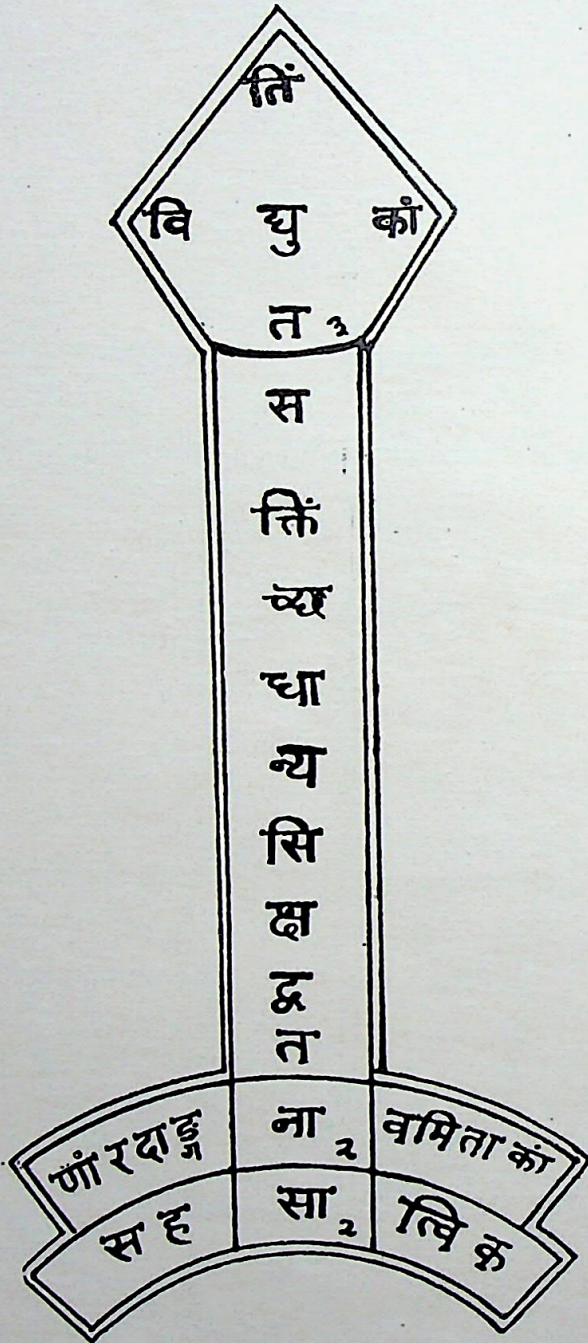 तिं
वि द्यु कां
त ३
स
क्तिं
च्छ
धा
न्य
सि
क्ष
द्व
त
णां र दा ङ्ग ना २ व मि ता कां
स ह सा २ त्वि क